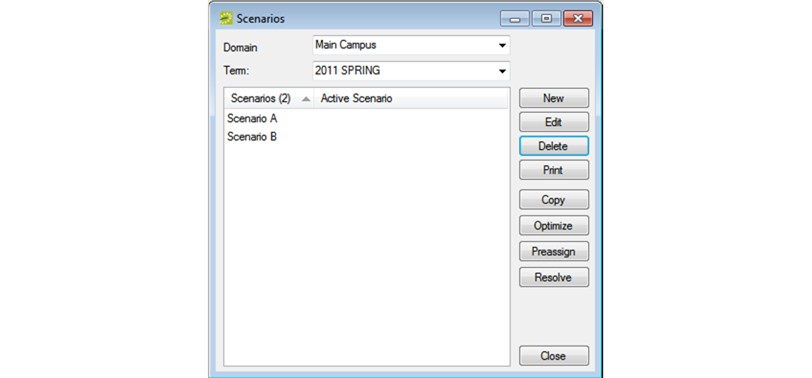 Scenarios
Domain
Main Campus
Term:
2011 SPRING
Scenarios (2) Active Scenario
Scenario A
Scenario B
New
Edit
Delete
Print
Copy
Optimize
Preassign
Resolve
Close